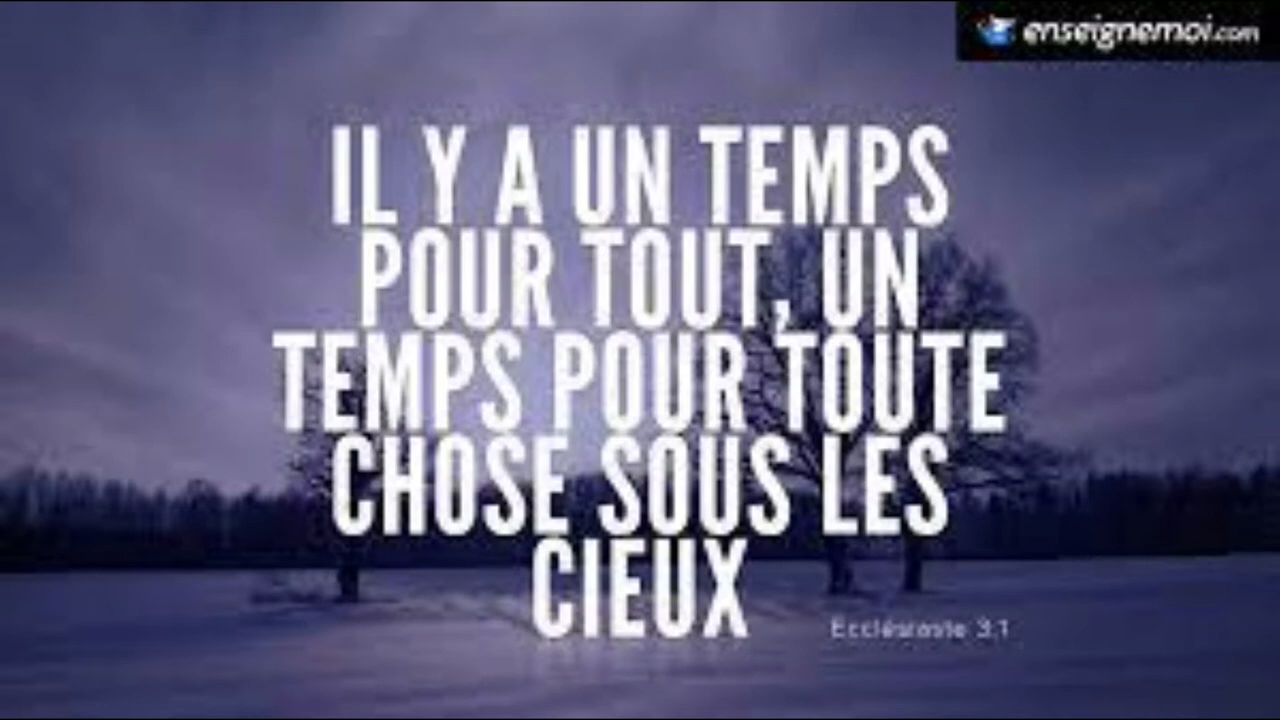 enseignemoi.com
IL Y A UN TEMPS
POUR TOUT, UN
TEMPS POUR TOUTE
CHOSE SOUS LES
CIEUX
Ecclésiaste 3:1